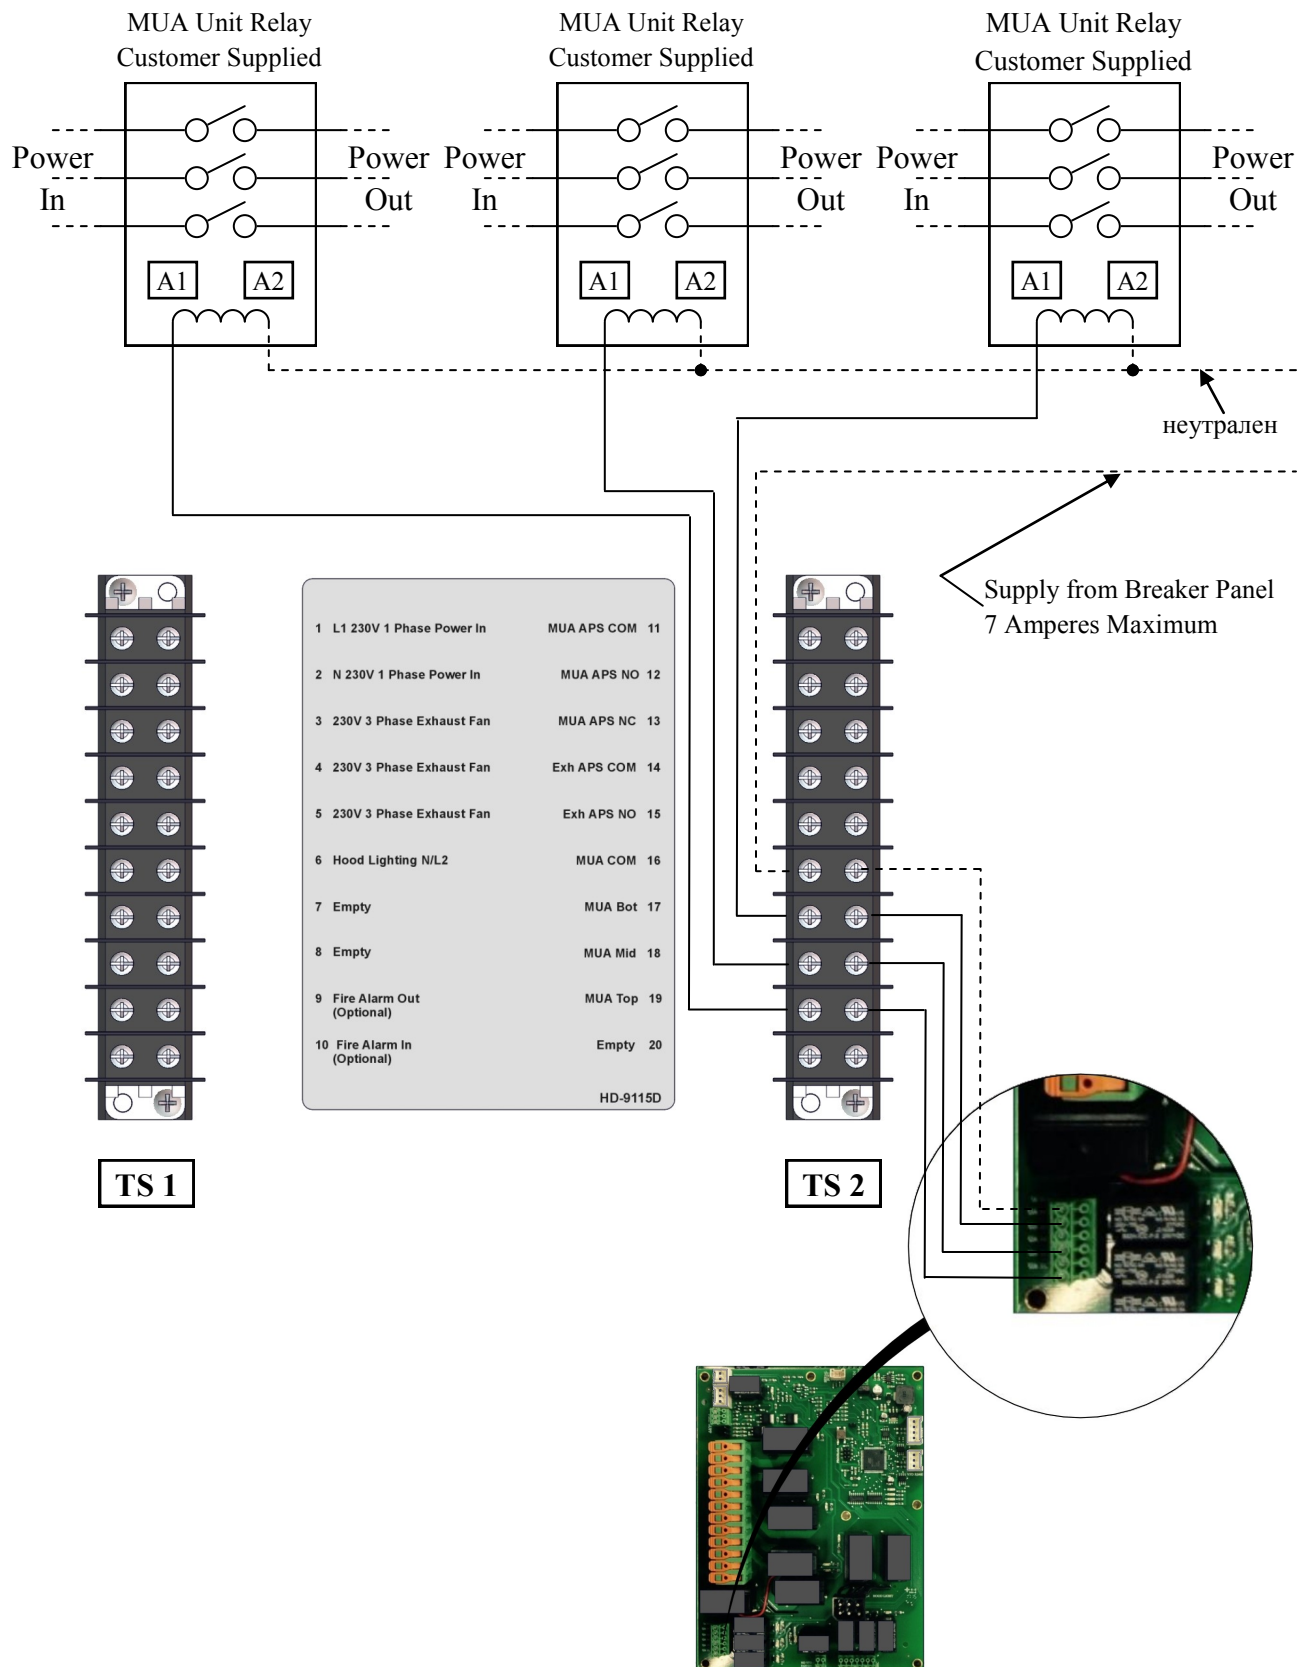 MUA Unit Relay
Customer Supplied
MUA Unit Relay
Customer Supplied
MUA Unit Relay
Customer Supplied
Power
In
Power
Out
Power
In
Power
Out
Power
In
Power
Out
A1
A2
A1
A2
A1
A2
неутрален
Supply from Breaker Panel
7 Amperes Maximum
1 L1 230V 1 Phase Power In
MUA APS COM 11
2 N 230V 1 Phase Power In
MUA APS NO 12
3 230V 3 Phase Exhaust Fan
MUA APS NC 13
4 230V 3 Phase Exhaust Fan
Exh APS COM 14
5 230V 3 Phase Exhaust Fan
Exh APS NO 15
6 Hood Lighting N/L2
MUA COM 16
7 Empty
MUA Bot 17
8 Empty
MUA Mid 18
9 Fire Alarm Out
(Optional)
MUA Top 19
10 Fire Alarm In
(Optional)
Empty 20
HD-9115D
TS 1
TS 2